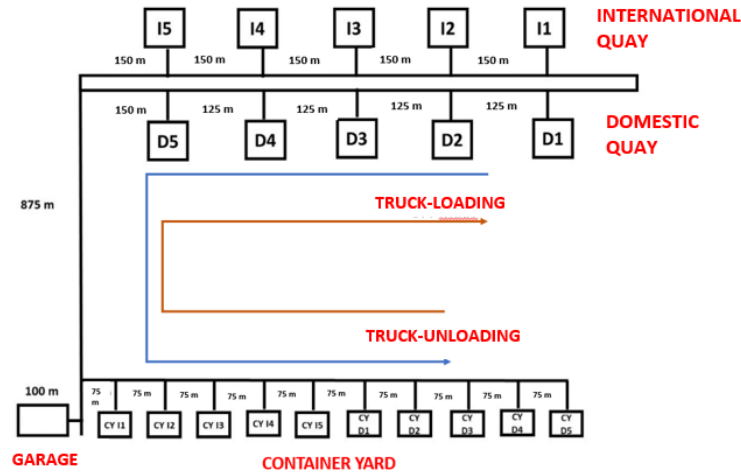 I5 I4 I3 I2 I1
INTERNATIONAL
QUAY
150 m 150 m 150 m 150 m 150 m
150 m 125 m 125 m 125 m 125 m
D5 D4 D3 D2 D1
DOMESTIC
QUAY
875 m
TRUCK-LOADING
TRUCK-UNLOADING
100 m
75 m 75 m 75 m 75 m 75 m 75 m 75 m 75 m 75 m 75 m
CY I1 CY I2 CY I3 CY I4 CY I5 CY D1 CY D2 CY D3 CY D4 CY D5
GARAGE
CONTAINER YARD